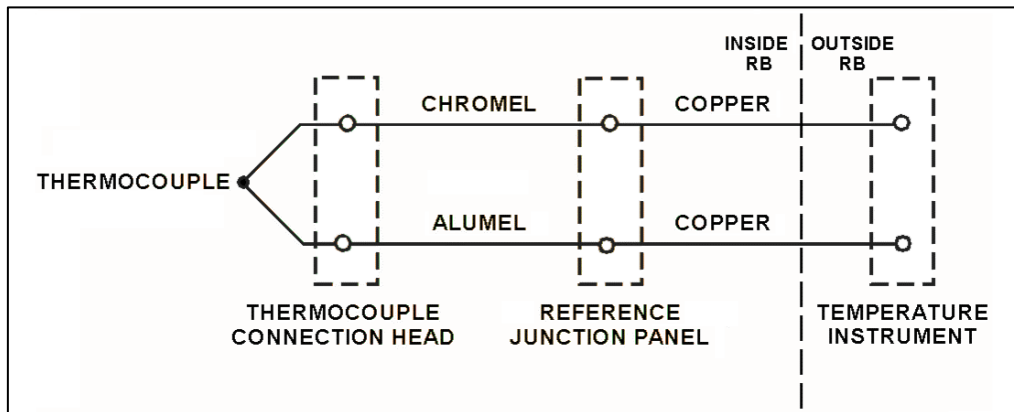 INSIDE
RB
OUTSIDE
RB
CHROMEL
COPPER
THERMOCOUPLE
ALUMEL
COPPER
THERMOCOUPLE
CONNECTION HEAD
REFERENCE
JUNCTION PANEL
TEMPERATURE
INSTRUMENT